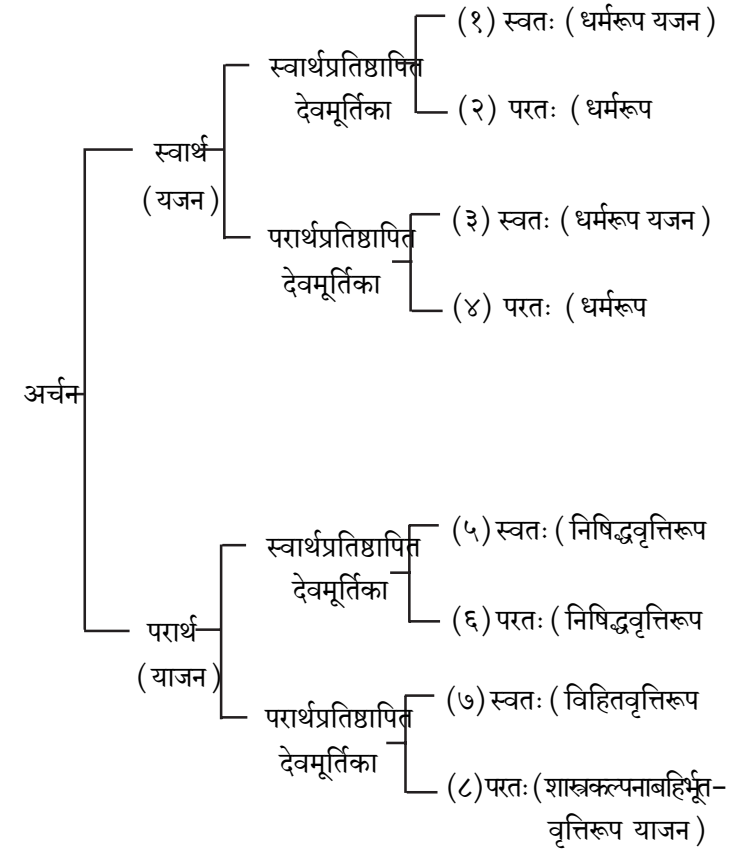 (१) स्वतः (धर्मरूप यजन)
स्वार्थप्रतिष्ठापित
देवमूर्तिका
(२) परतः (धर्मरूप
स्वार्थ
(यजन)
(३) स्वतः (धर्मरूप यजन)
परार्थप्रतिष्ठापित
देवमूर्तिका
(४) परतः (धर्मरूप
अर्चन
(५) स्वतः (निषिद्धवृत्तिरूप
स्वार्थप्रतिष्ठापित
देवमूर्तिका
(६) परतः (निषिद्धवृत्तिरूप
परार्थ
(याजन)
(७) स्वतः (विहितवृत्तिरूप
परार्थप्रतिष्ठापित
देवमूर्तिका
(८) परतः (शास्त्रकल्पनाबहिर्भूत-
वृत्तिरूप याजन)